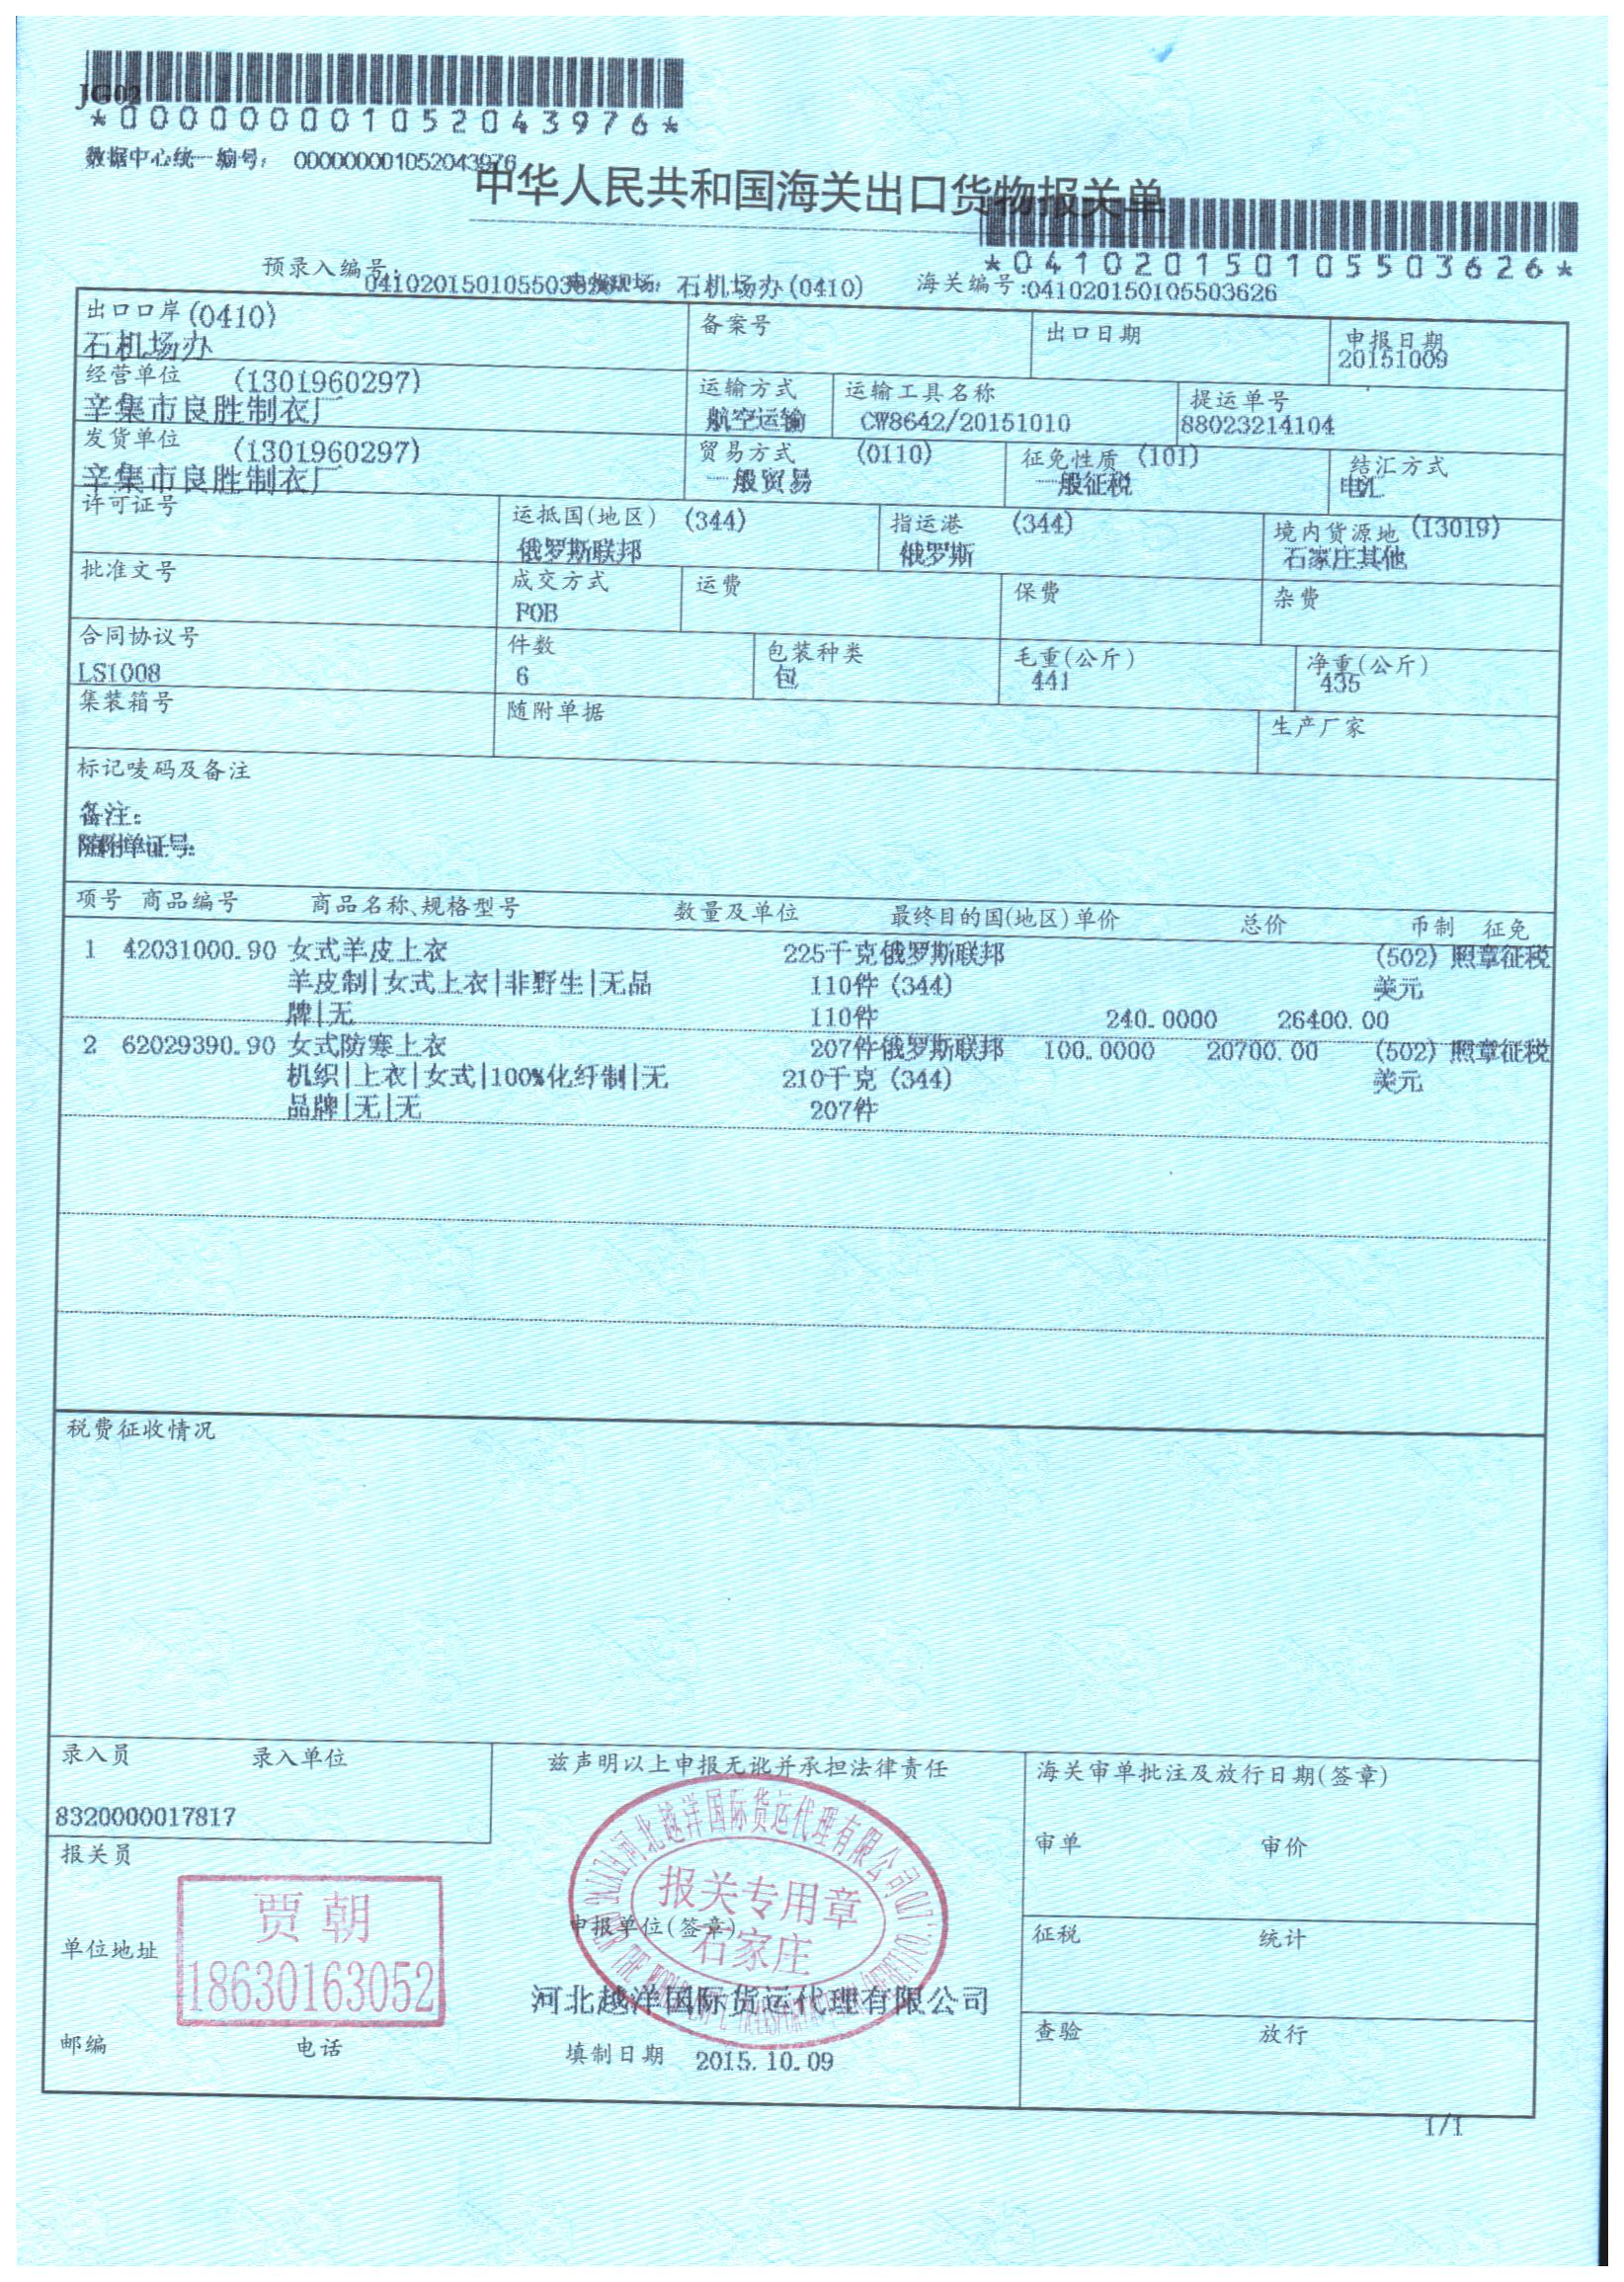 JG02
*000000001052043976*
数据中心统一编号： 000000001052043976
中华人民共和国海关出口货物报关单
*041020150105503626*
预录入编号： 申报现场： 石机场办(0410) 海关编号:041020150105503626
出口口岸(0410) 备案号 出口日期 申报日期
石机场办 20151009
经营单位 (1301960297) 运输方式 运输工具名称 提运单号
辛集市良胜制衣厂 航空运输 CW8642/20151010 88023214104
发货单位 (1301960297) 贸易方式 (0110) 征免性质 (101) 结汇方式
辛集市良胜制衣厂 一般贸易 一般征税 电汇
许可证号 运抵国(地区) (344) 指运港 (344) 境内货源地(13019)
俄罗斯联邦 俄罗斯 石家庄其他
批准文号 成交方式 运费 保费 杂费
FOB
合同协议号 件数 包装种类 毛重(公斤) 净重(公斤)
LS1008 6 包 441 435
集装箱号 随附单据 生产厂家
标记唛码及备注
备注：
随附单证号：
项号 商品编号 商品名称、规格型号 数量及单位 最终目的国(地区)单价 总价 币制 征免
1 42031000.90 女式羊皮上衣 225千克俄罗斯联邦 (502) 照章征税
羊皮制|女式上衣|非野生|无品 110件 (344) 美元
牌|无 110件 240.0000 26400.00
2 62029390.90 女式防寒上衣 207件俄罗斯联邦 100.0000 20700.00 (502) 照章征税
机织|上衣|女式|100%化纤制|无 210千克 (344) 美元
品牌|无|无 207件
税费征收情况
录入员 录入单位 兹声明以上申报无讹并承担法律责任 海关审单批注及放行日期(签章)
8320000017817
河北越洋国际货运代理有限公司
审单 审价
报关员
报关专用章
贾朝
申报单位(签章)
石家庄
征税 统计
单位地址
18630163052
河北越洋国际货运代理有限公司
查验 放行
邮编 电话 填制日期 2015.10.09
1/1